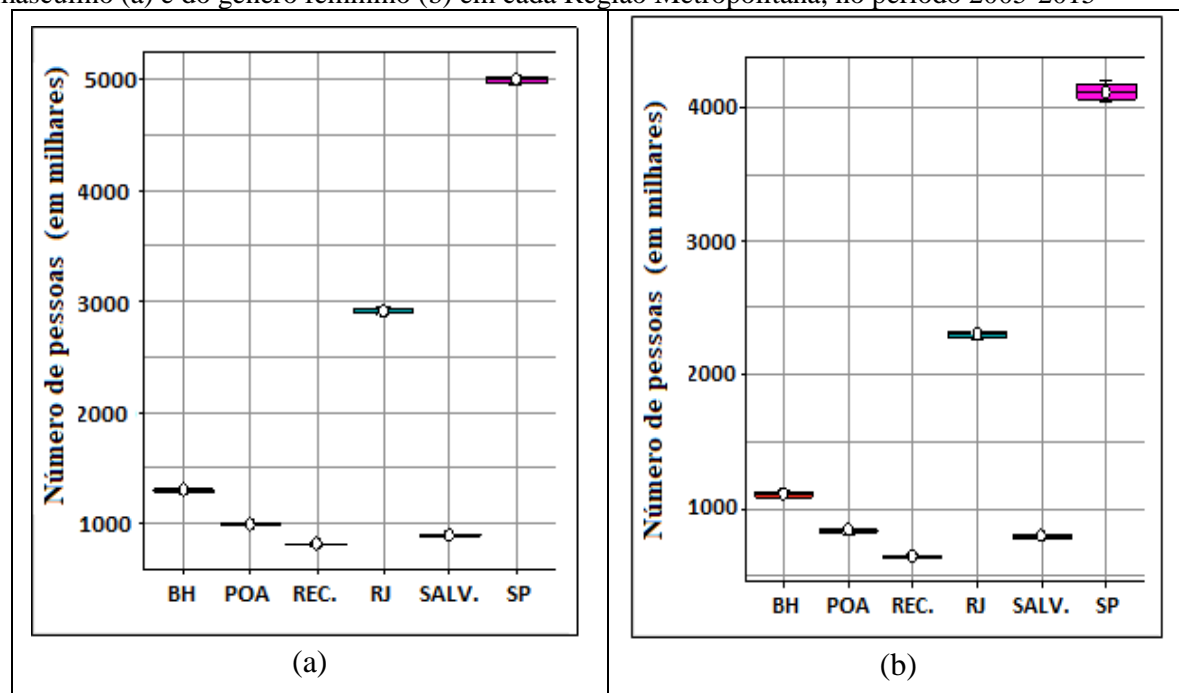 masculino (a) e do gênero feminino (b) em cada Região Metropolitana, no período 2003-2015
Número de pessoas (em milhares)
5000
4000
3000
2000
1000
BH POA REC. RJ SALV. SP
(a)
Número de pessoas (em milhares)
4000
3000
2000
1000
BH POA REC. RJ SALV. SP
(b)